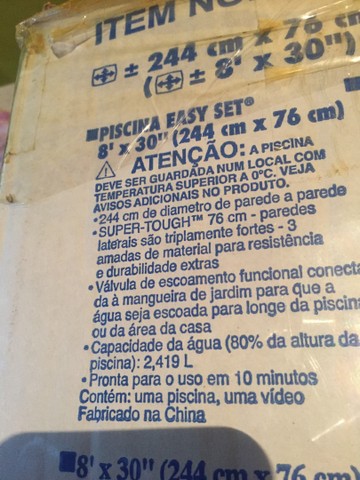 ITEM NO.
± 244 cm x 76 cm
(± 8' x 30")
■PISCINA EASY SET®
8' x 30" (244 cm x 76 cm)
ATENÇÃO: A PISCINA
DEVE SER GUARDADA NUM LOCAL COM
TEMPERATURA SUPERIOR A 0ºC. VEJA
AVISOS ADICIONAIS NO PRODUTO.
•244 cm de diametro de parede a parede
•SUPER-TOUGH™ 76 cm - paredes
laterais são triplamente fortes - 3
amadas de material para resistência
e durabilidade extras
•Válvula de escoamento funcional conecta
da à mangueira de jardim para que a
água seja escoada para longe da piscina
ou da área da casa
•Capacidade da água (80% da altura da
piscina): 2,419 L
•Pronta para o uso em 10 minutos
Contém: uma piscina, uma vídeo
Fabricado na China
■8' x 30" (244 cm x 76 cm)